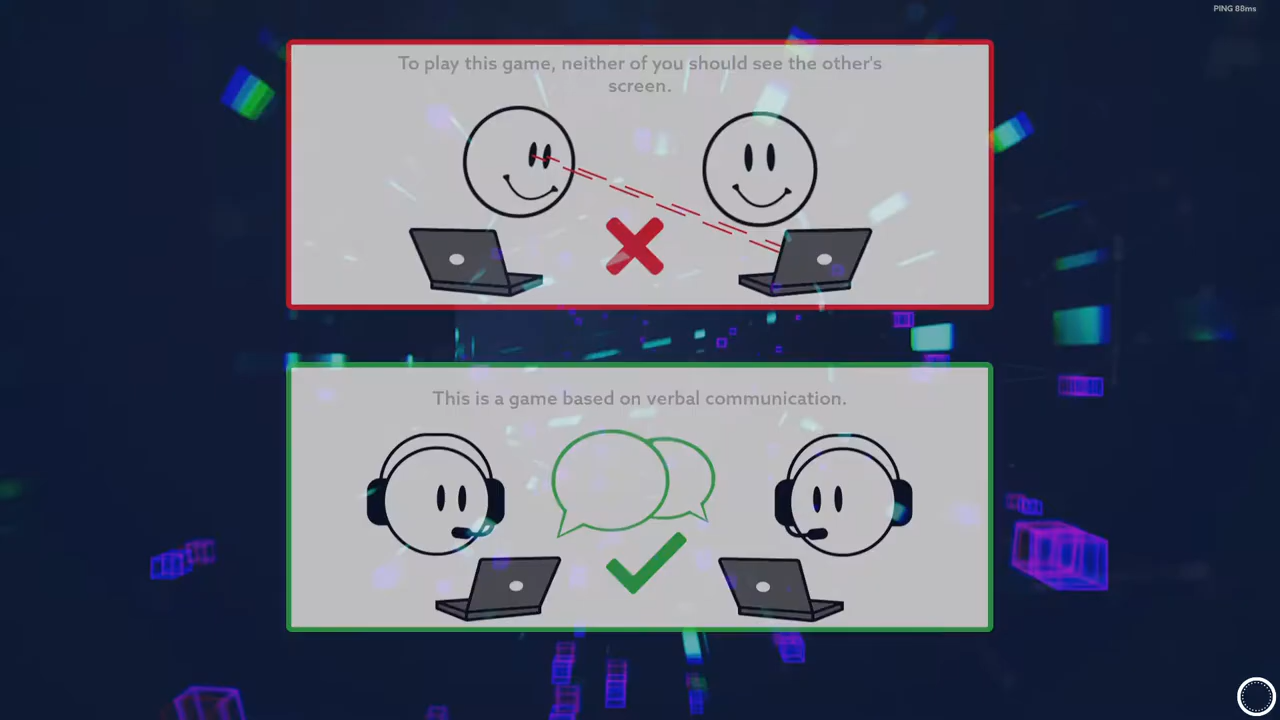 PING 88ms
To play this game, neither of you should see the other's
screen.
This is a game based on verbal communication.